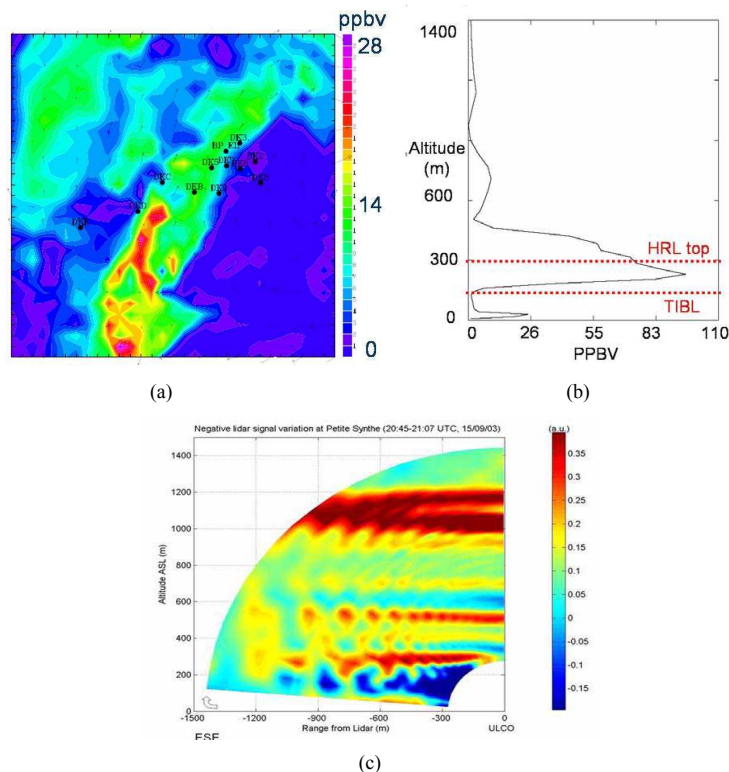 ppbv
28
14
0
DK3
BP_EL
DK5
DKC
DKB
(a)
1400
Altitude
(m)
600
300
0
HRL top
TIBL
0 26 55 83 110
PPBV
(b)
Negative lidar signal variation at Petite Synthe (20:45-21:07 UTC, 15/09/03)
(a.u.)
1400
1200
1000
800
600
400
200
0
Altitude ASL (m)
0.35
0.3
0.25
0.2
0.15
0.1
0.05
0
-0.05
-0.1
-0.15
-1500 -1200 -900 -600 -300 0
Range from Lidar (m)
ESE
ULCO
(c)